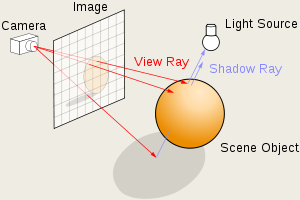 Image
Camera
Light Source
View Ray
Shadow Ray
Scene Object